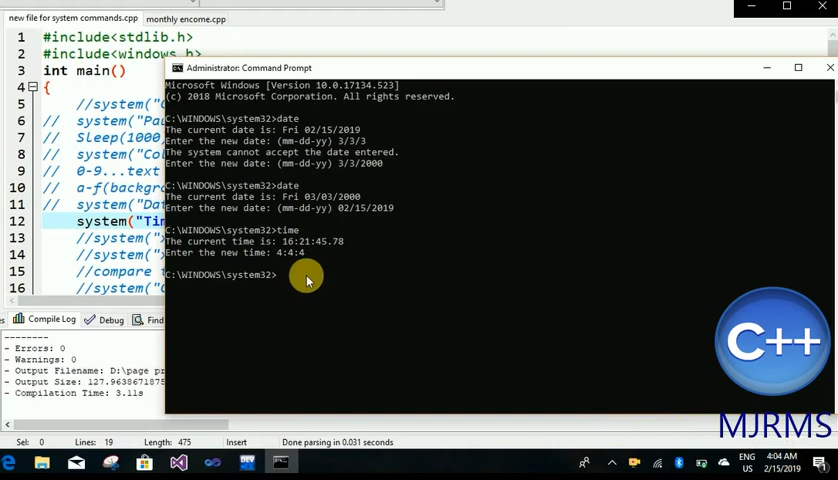 new file for system commands.cpp
monthly encome.cpp
1 #include<stdlib.h>
2 #include<windows.h>
3 int main()
4 {
5 //system("C
6 // system("Pau
7 // Sleep(1000)
8 // system("Col
9 // 0-9...text
10 // a-f(backgro
11 // system("Dat
12 system("Tim
13 //system("
14 //system("
15 //compare t
16 //system("C
Administrator: Command Prompt
Microsoft Windows [Version 10.0.17134.523]
(c) 2018 Microsoft Corporation. All rights reserved.
C:\WINDOWS\system32>date
The current date is: Fri 02/15/2019
Enter the new date: (mm-dd-yy) 3/3/3
The system cannot accept the date entered.
Enter the new date: (mm-dd-yy) 3/3/2000
C:\WINDOWS\system32>date
The current date is: Fri 03/03/2000
Enter the new date: (mm-dd-yy) 02/15/2019
C:\WINDOWS\system32>time
The current time is: 16:21:45.78
Enter the new time: 4:4:4
C:\WINDOWS\system32>
Compile Log
Debug
Find
--------
- Errors: 0
- Warnings: 0
- Output Filename: D:\page pr
- Output Size: 127.9638671875
- Compilation Time: 3.11s
C++
MJRMS
Sel: 0
Lines: 19
Length: 475
Insert
Done parsing in 0.031 seconds
DEV
ENG
US
4:04 AM
2/15/2019
1